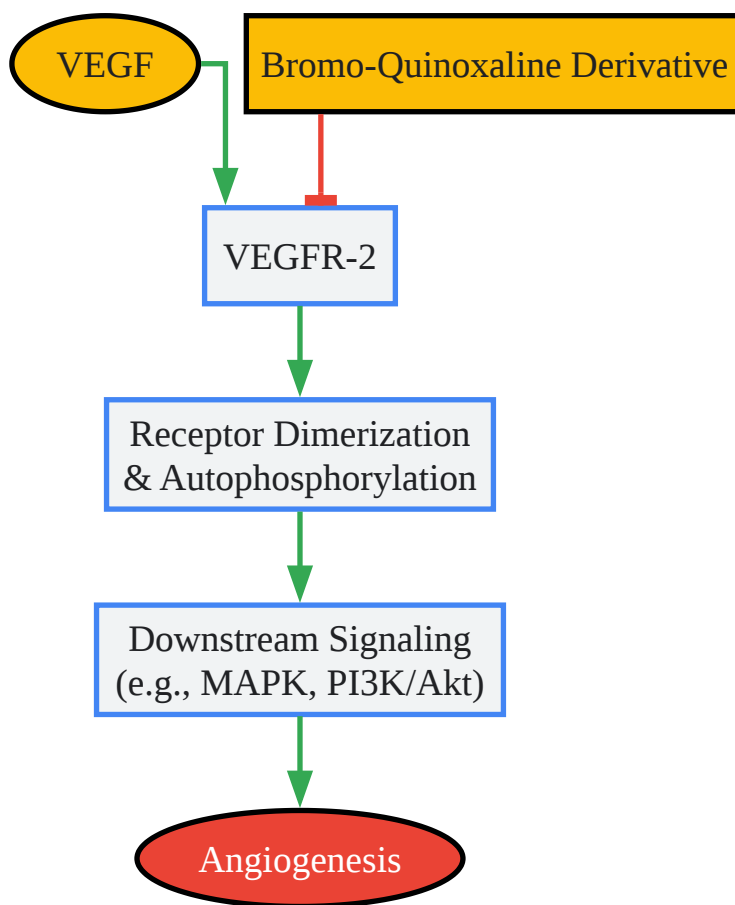 VEGF
Bromo-Quinoxaline Derivative
VEGFR-2
Receptor Dimerization
& Autophosphorylation
Downstream Signaling
(e.g., MAPK, PI3K/Akt)
Angiogenesis